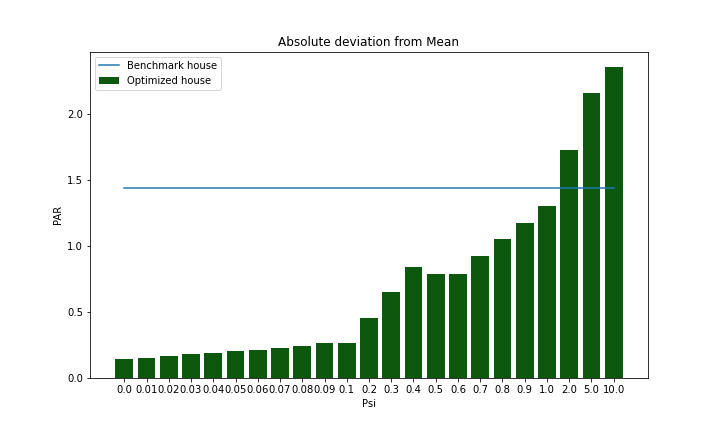 Absolute deviation from Mean
Benchmark house
Optimized house
PAR
2.0
1.5
1.0
0.5
0.0
0.0 0.01 0.02 0.03 0.04 0.05 0.06 0.07 0.08 0.09 0.1 0.2 0.3 0.4 0.5 0.6 0.7 0.8 0.9 1.0 2.0 5.0 10.0
Psi